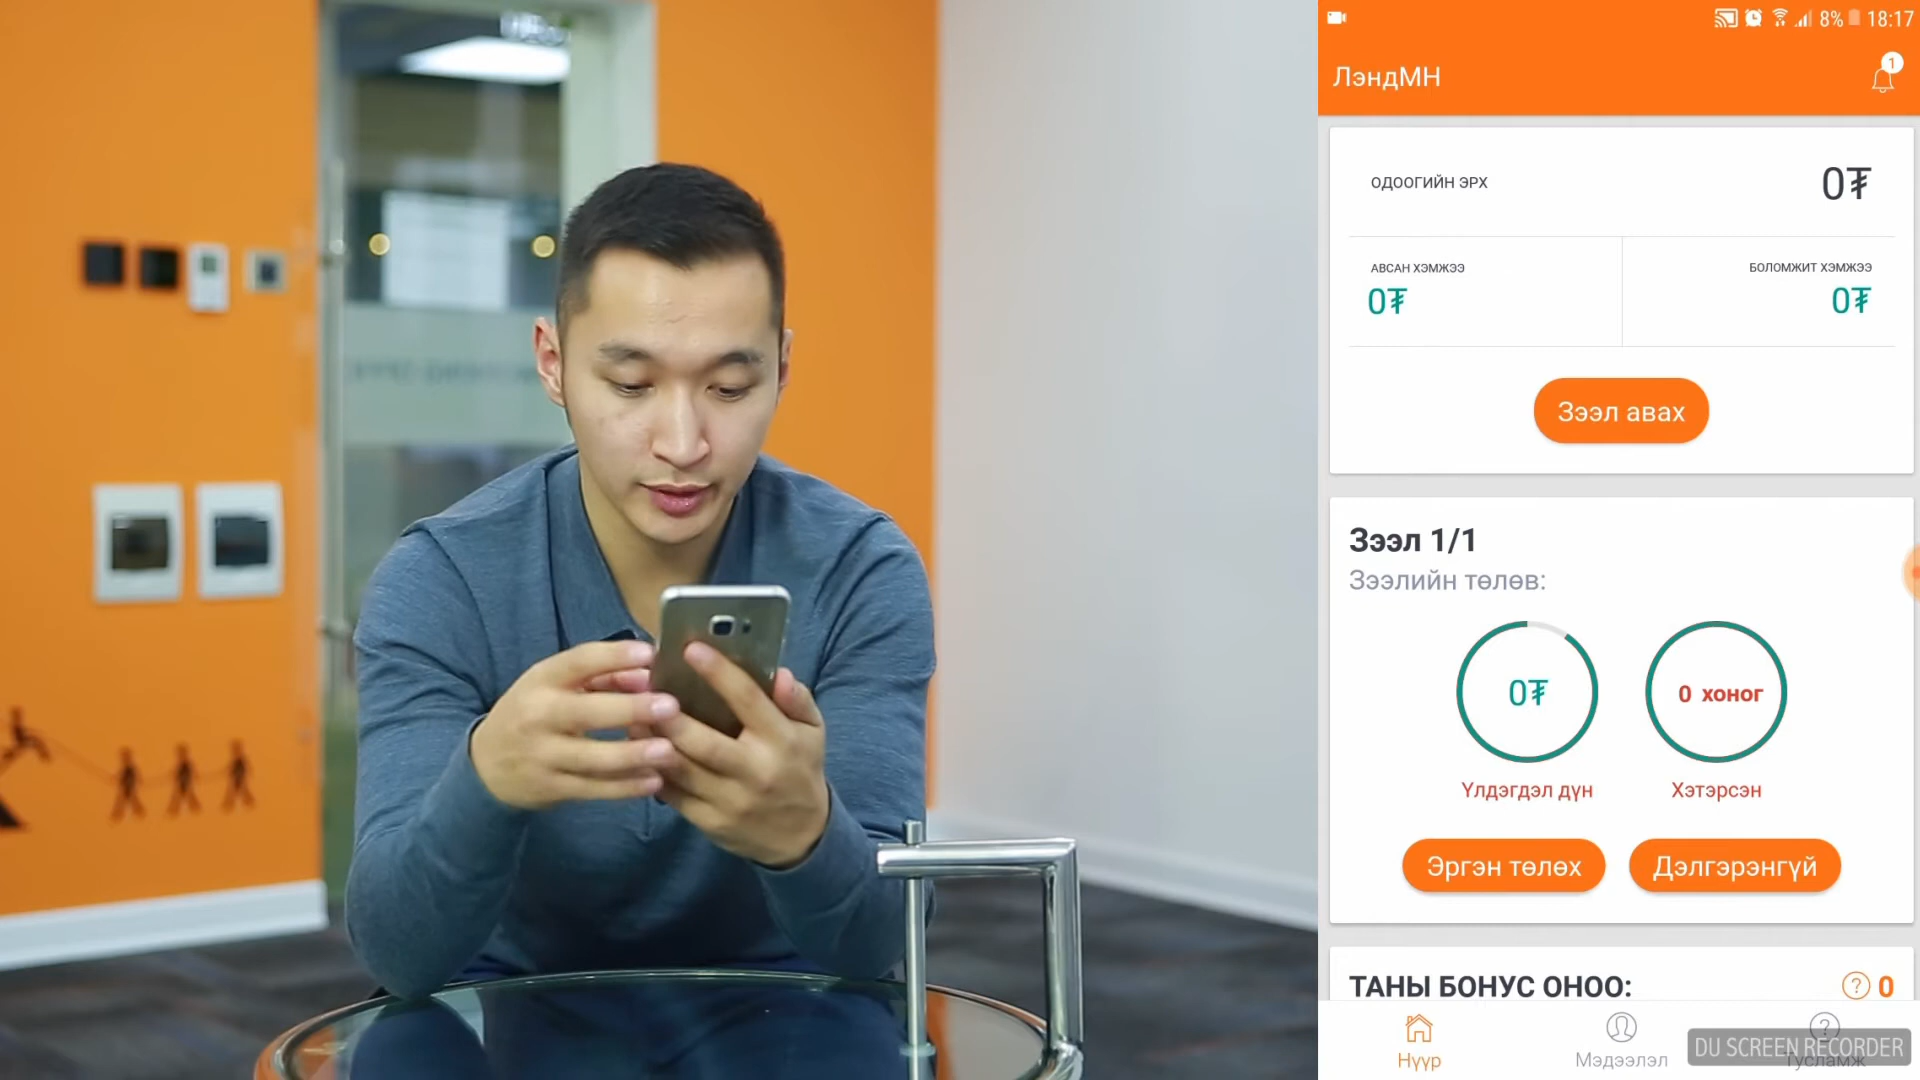 8% 18:17
ЛэндМН
1
ОДООГИЙН ЭРХ
0₮
АВСАН ХЭМЖЭЭ
0₮
БОЛОМЖИТ ХЭМЖЭЭ
0₮
Зээл авах
Зээл 1/1
Зээлийн төлөв:
0₮
Үлдэгдэл дүн
0 хоног
Хэтэрсэн
Эргэн төлөх
Дэлгэрэнгүй
ТАНЫ БОНУС ОНОО:
? 0
Нүүр
Мэдээлэл
?
Тусламж
DU SCREEN RECORDER